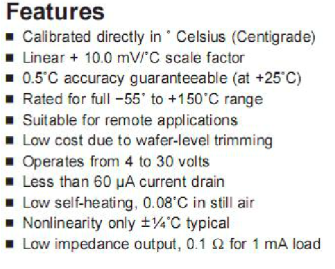 Features
■ Calibrated directly in ˚ Celsius (Centigrade)
■ Linear + 10.0 mV/˚C scale factor
■ 0.5˚C accuracy guaranteeable (at +25˚C)
■ Rated for full −55˚ to +150˚C range
■ Suitable for remote applications
■ Low cost due to wafer-level trimming
■ Operates from 4 to 30 volts
■ Less than 60 µA current drain
■ Low self-heating, 0.08˚C in still air
■ Nonlinearity only ±¼˚C typical
■ Low impedance output, 0.1 Ω for 1 mA load